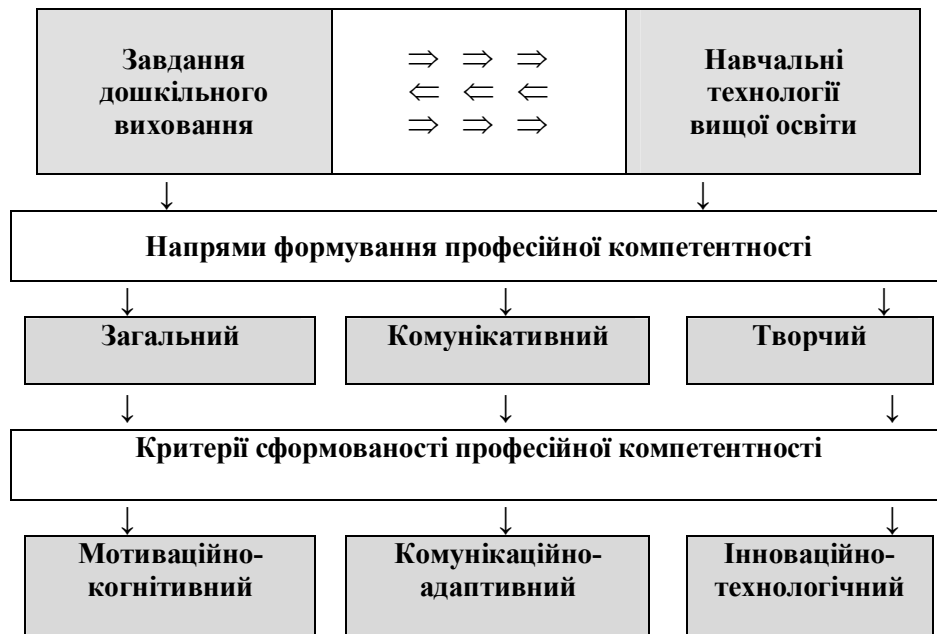 Завдання
дошкільного
виховання
⇒ ⇒ ⇒
⇐ ⇐ ⇐
⇒ ⇒ ⇒
Навчальні
технології
вищої освіти
Напрями формування професійної компетентності
Загальний
Комунікативний
Творчий
Критерії сформованості професійної компетентності
Мотиваційно-
когнітивний
Комунікаційно-
адаптивний
Інноваційно-
технологічний